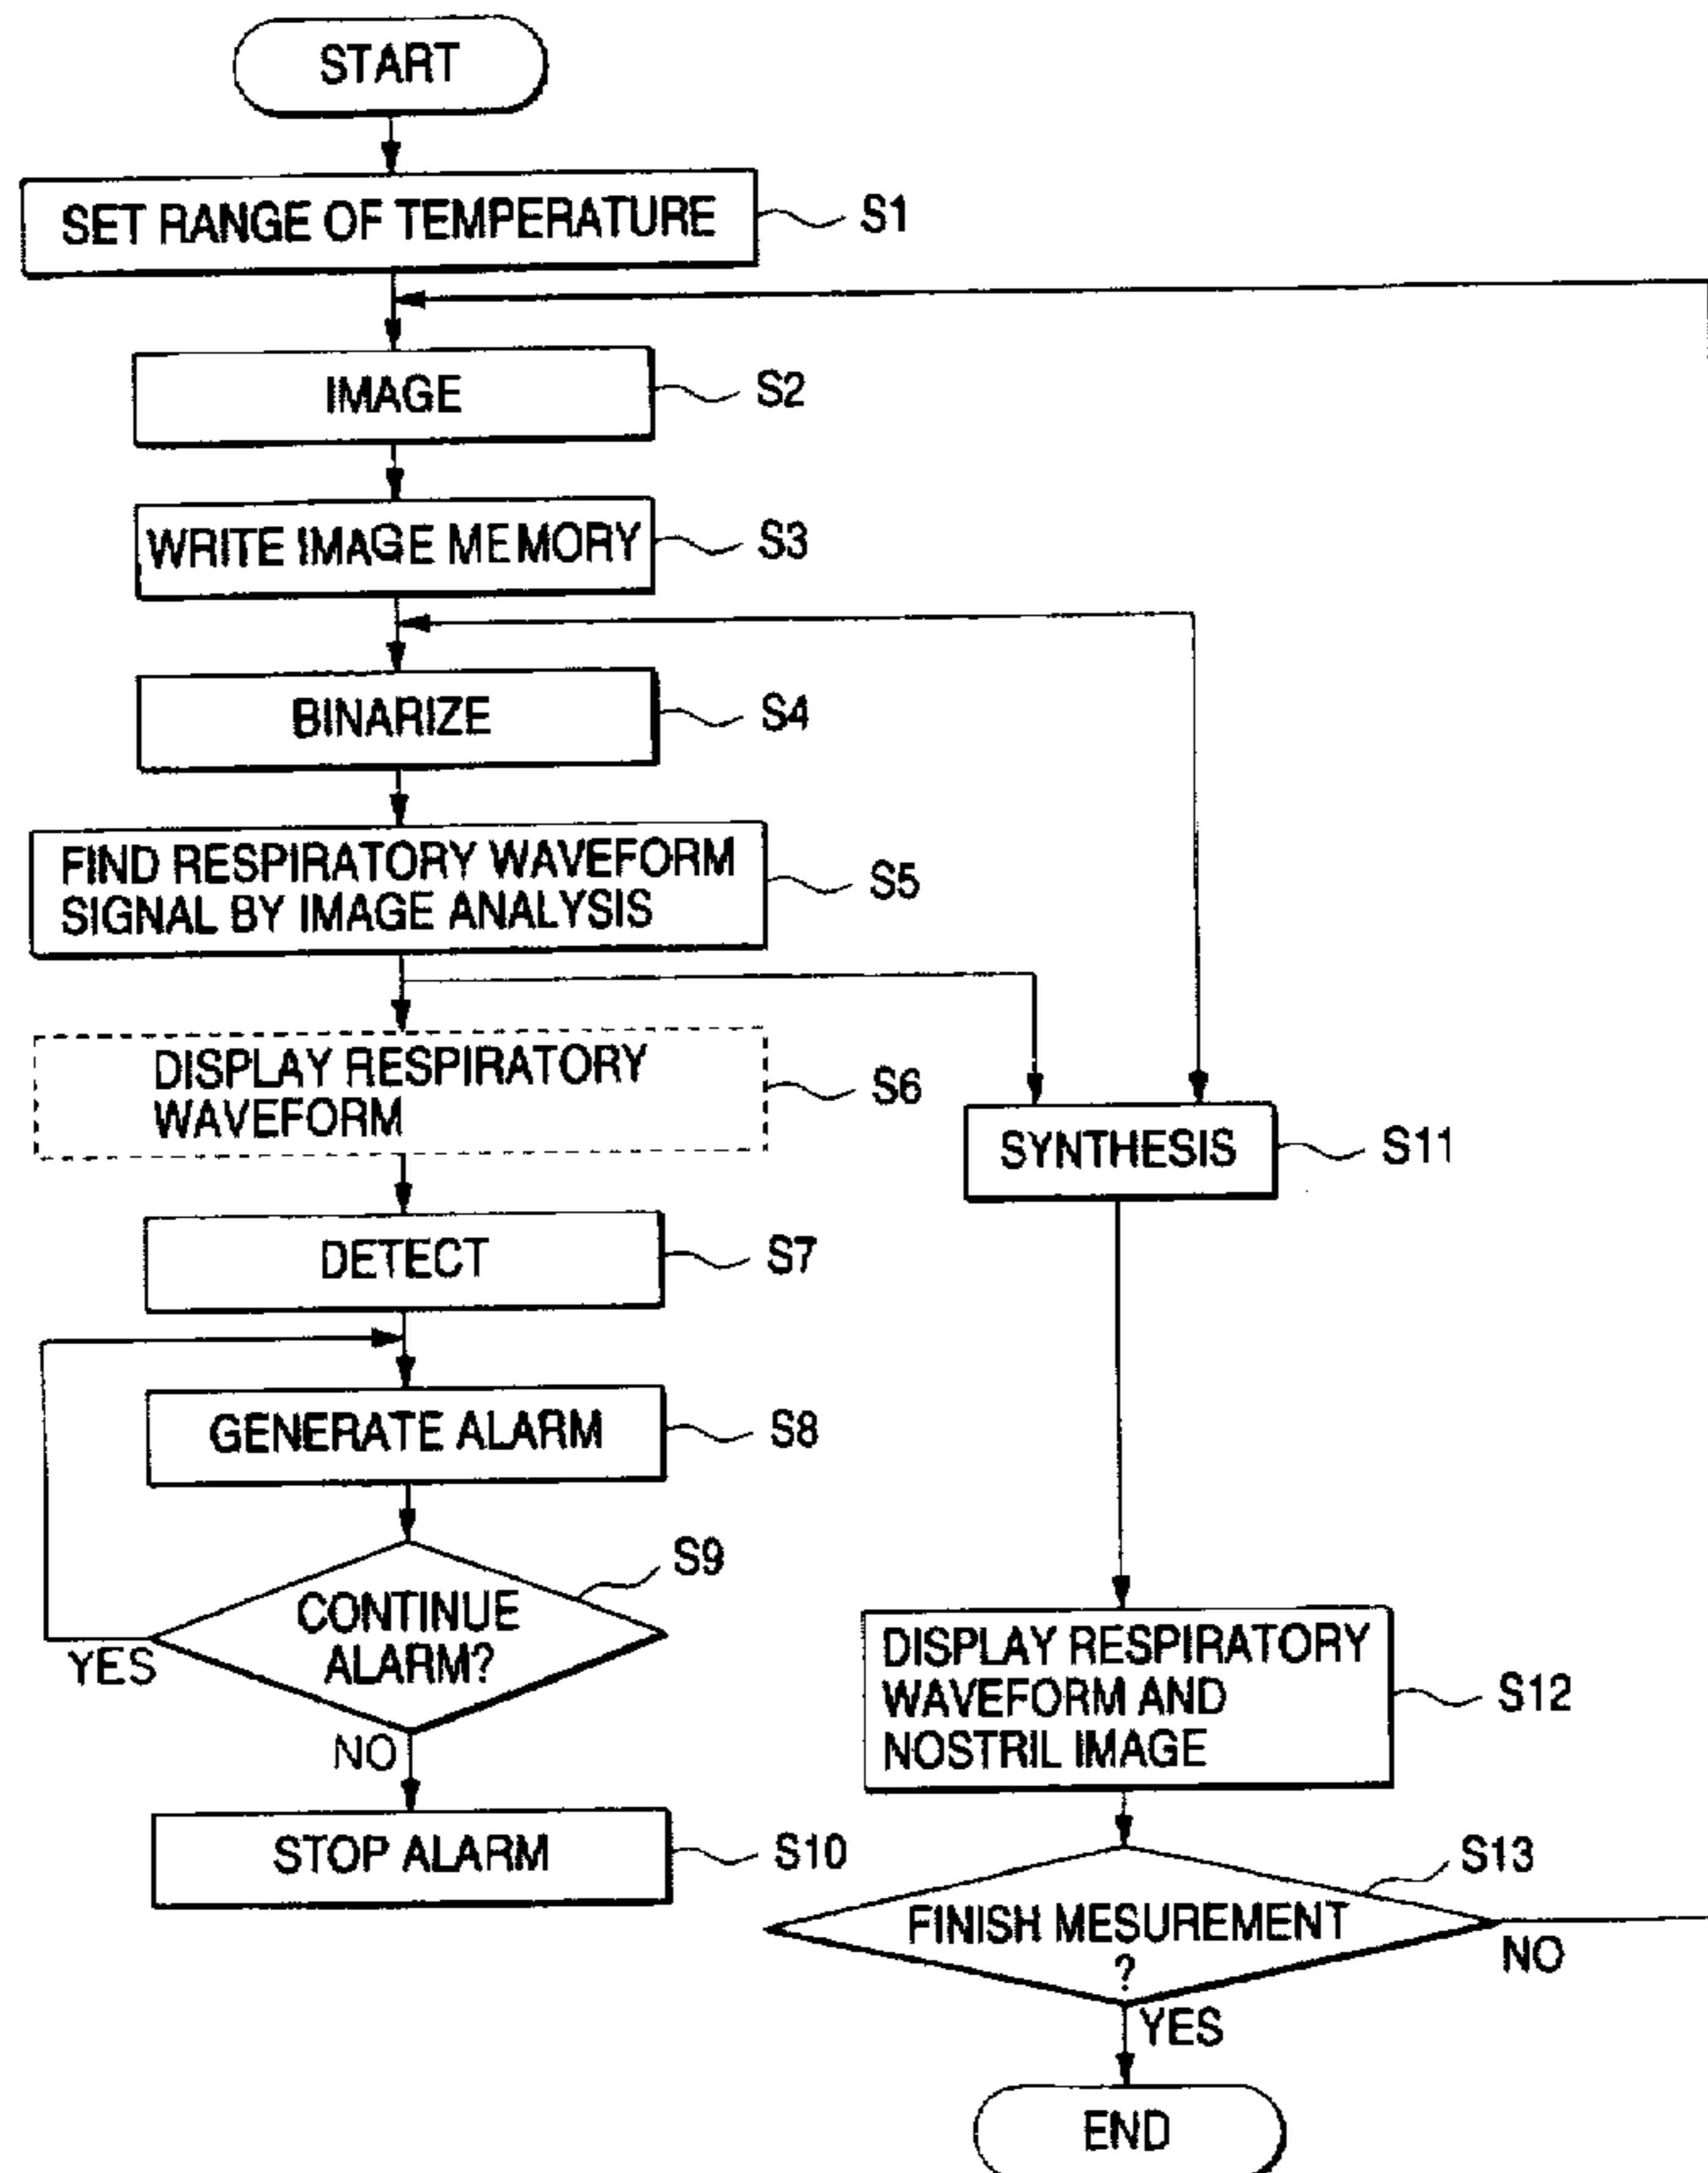 START
SET RANGE OF TEMPERATURE
S1
IMAGE
S2
WRITE IMAGE MEMORY
S3
BINARIZE
S4
FIND RESPIRATORY WAVEFORM
SIGNAL BY IMAGE ANALYSIS
S5
DISPLAY RESPIRATORY
WAVEFORM
S6
SYNTHESIS
S11
DETECT
S7
GENERATE ALARM
S8
CONTINUE
ALARM?
S9
YES
NO
STOP ALARM
S10
DISPLAY RESPIRATORY
WAVEFORM AND
NOSTRIL IMAGE
S12
FINISH MESUREMENT
?
S13
NO
YES
END